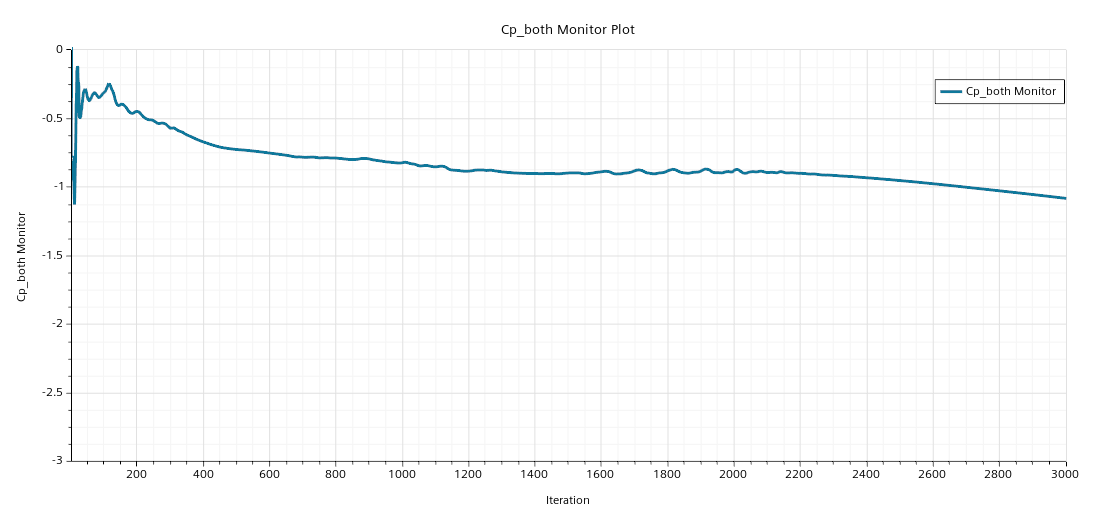 Cp_both Monitor Plot
Cp_both Monitor
0
-0.5
-1
-1.5
-2
-2.5
-3
Cp_both Monitor
200 400 600 800 1000 1200 1400 1600 1800 2000 2200 2400 2600 2800 3000
Iteration